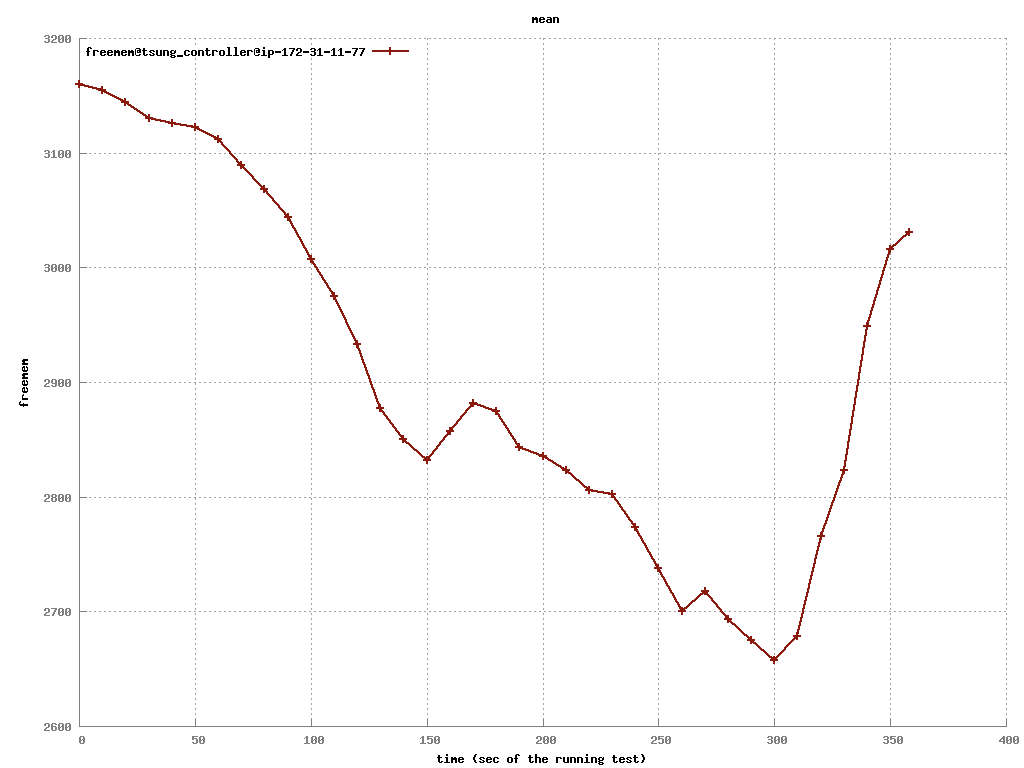 mean
freemem@tsung_controller@ip-172-31-11-77
3200
3100
3000
2900
2800
2700
2600
freemem
0 50 100 150 200 250 300 350 400
time (sec of the running test)